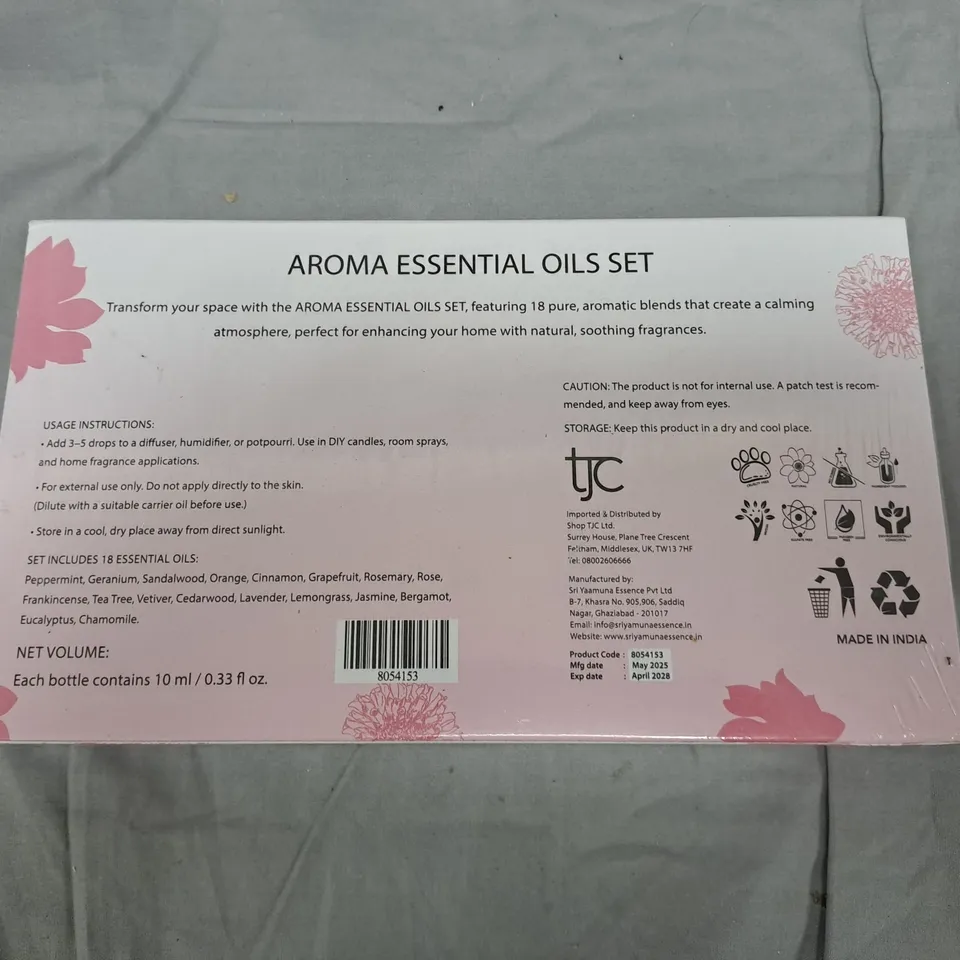 AROMA ESSENTIAL OILS SET
Transform your space with the AROMA ESSENTIAL OILS SET, featuring 18 pure, aromatic blends that create a calming
atmosphere, perfect for enhancing your home with natural, soothing fragrances.
USAGE INSTRUCTIONS:
• Add 3–5 drops to a diffuser, humidifier, or potpourri. Use in DIY candles, room sprays,
and home fragrance applications.
• For external use only. Do not apply directly to the skin.
(Dilute with a suitable carrier oil before use.)
• Store in a cool, dry place away from direct sunlight.
SET INCLUDES 18 ESSENTIAL OILS:
Peppermint, Geranium, Sandalwood, Orange, Cinnamon, Grapefruit, Rosemary, Rose,
Frankincense, Tea Tree, Vetiver, Cedarwood, Lavender, Lemongrass, Jasmine, Bergamot,
Eucalyptus, Chamomile.
NET VOLUME:
Each bottle contains 10 ml / 0.33 fl oz.
8054153
CAUTION: The product is not for internal use. A patch test is recom-
mended, and keep away from eyes.
STORAGE: Keep this product in a dry and cool place.
tjc
CRUELTY FREE
NATURAL
SULFATE FREE
ENVIRONMENTALLY
CONSCIOUS
Imported & Distributed by
Shop TJC Ltd.
Surrey House, Plane Tree Crescent
Feltham, Middlesex, UK, TW13 7HF
Tel: 08002606666
Manufactured by:
Sri Yaamuna Essence Pvt Ltd
B-7, Khasra No. 905,906, Saddiq
Nagar, Ghaziabad - 201017
Email: info@sriyamunaessence.in
Website: www.sriyamunaessence.in
Product Code : 8054153
Mfg date : May 2025
Exp date : April 2028
MADE IN INDIA